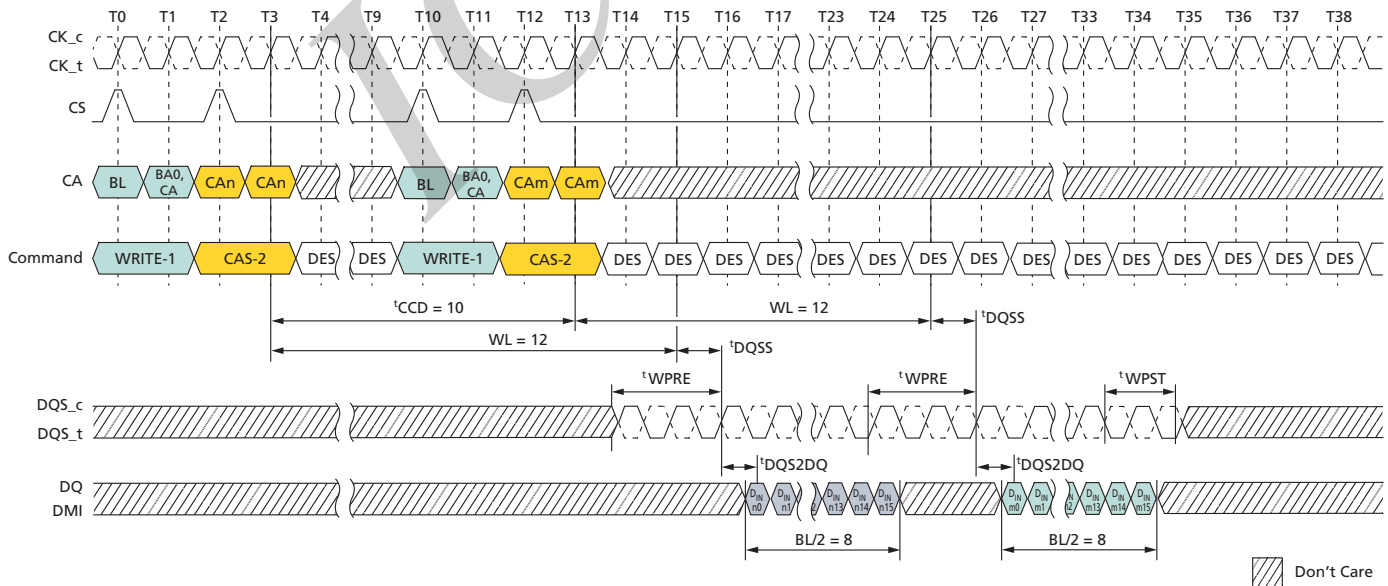 T0 T1 T2 T3 T4 T9 T10 T11 T12 T13 T14 T15 T16 T17 T23 T24 T25 T26 T27 T33 T34 T35 T36 T37 T38
CK_c
CK_t
CS
CA BL BA0, CA CAn CAn BL BA0, CA CAm CAm
Command WRITE-1 CAS-2 DES DES WRITE-1 CAS-2 DES DES DES DES DES DES DES DES DES DES DES DES DES DES DES
tCCD = 10 WL = 12
tDQSS
WL = 12
tDQSS
tWPRE tWPRE tWPST
DQS_c
DQS_t
tDQS2DQ tDQS2DQ
DQ
DMI
DIN n0 DIN n1 DIN n13 DIN n14 DIN n15 DIN m0 DIN m1 DIN m13 DIN m14 DIN m15
BL/2 = 8 BL/2 = 8
Don't Care